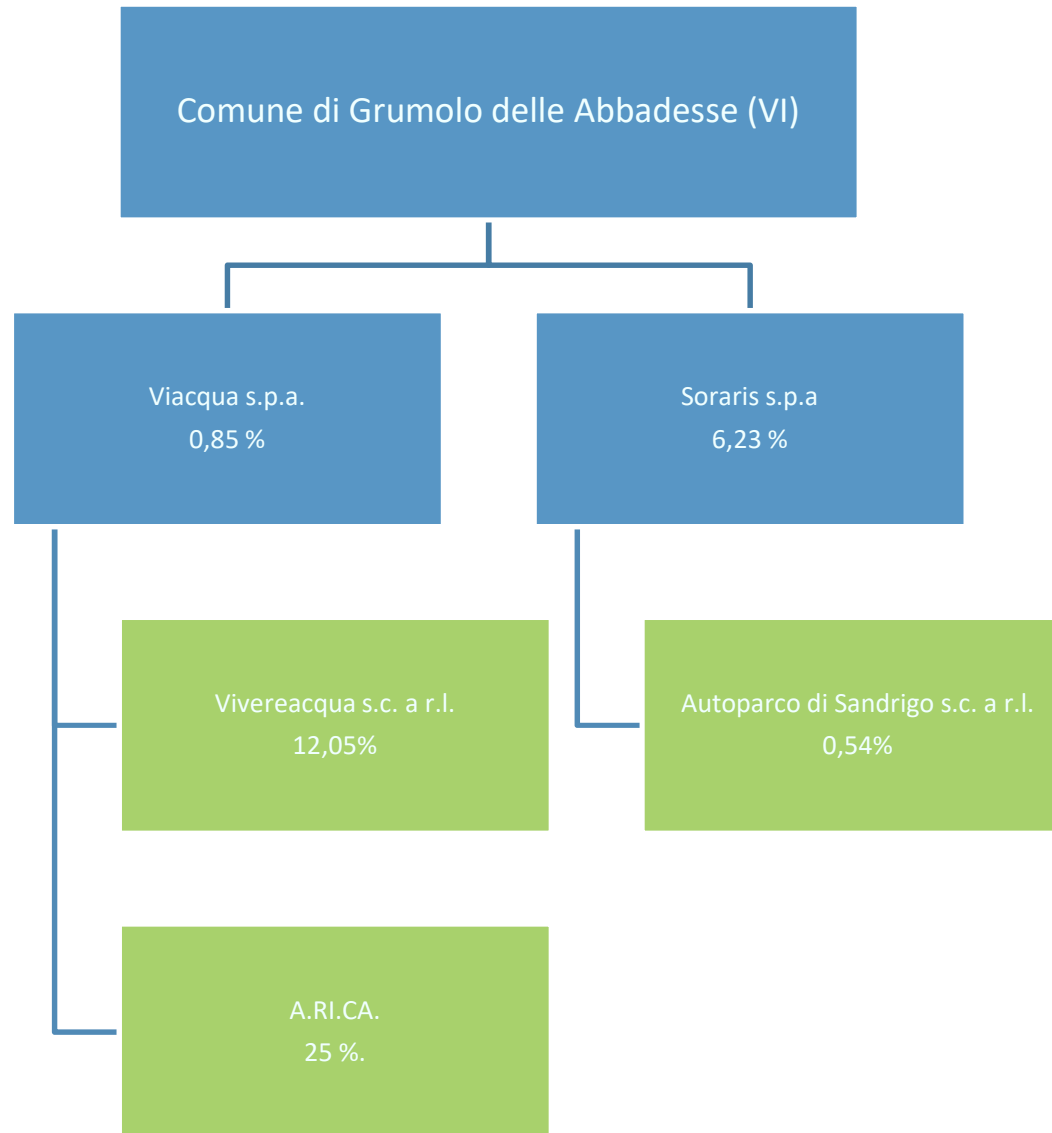 Comune di Grumolo delle Abbadesse (VI)
Viacqua s.p.a.
0,85 %
Soraris s.p.a
6,23 %
Vivereacqua s.c. a r.l.
12,05%
Autoparco di Sandrigo s.c. a r.l.
0,54%
A.RI.CA.
25 %.